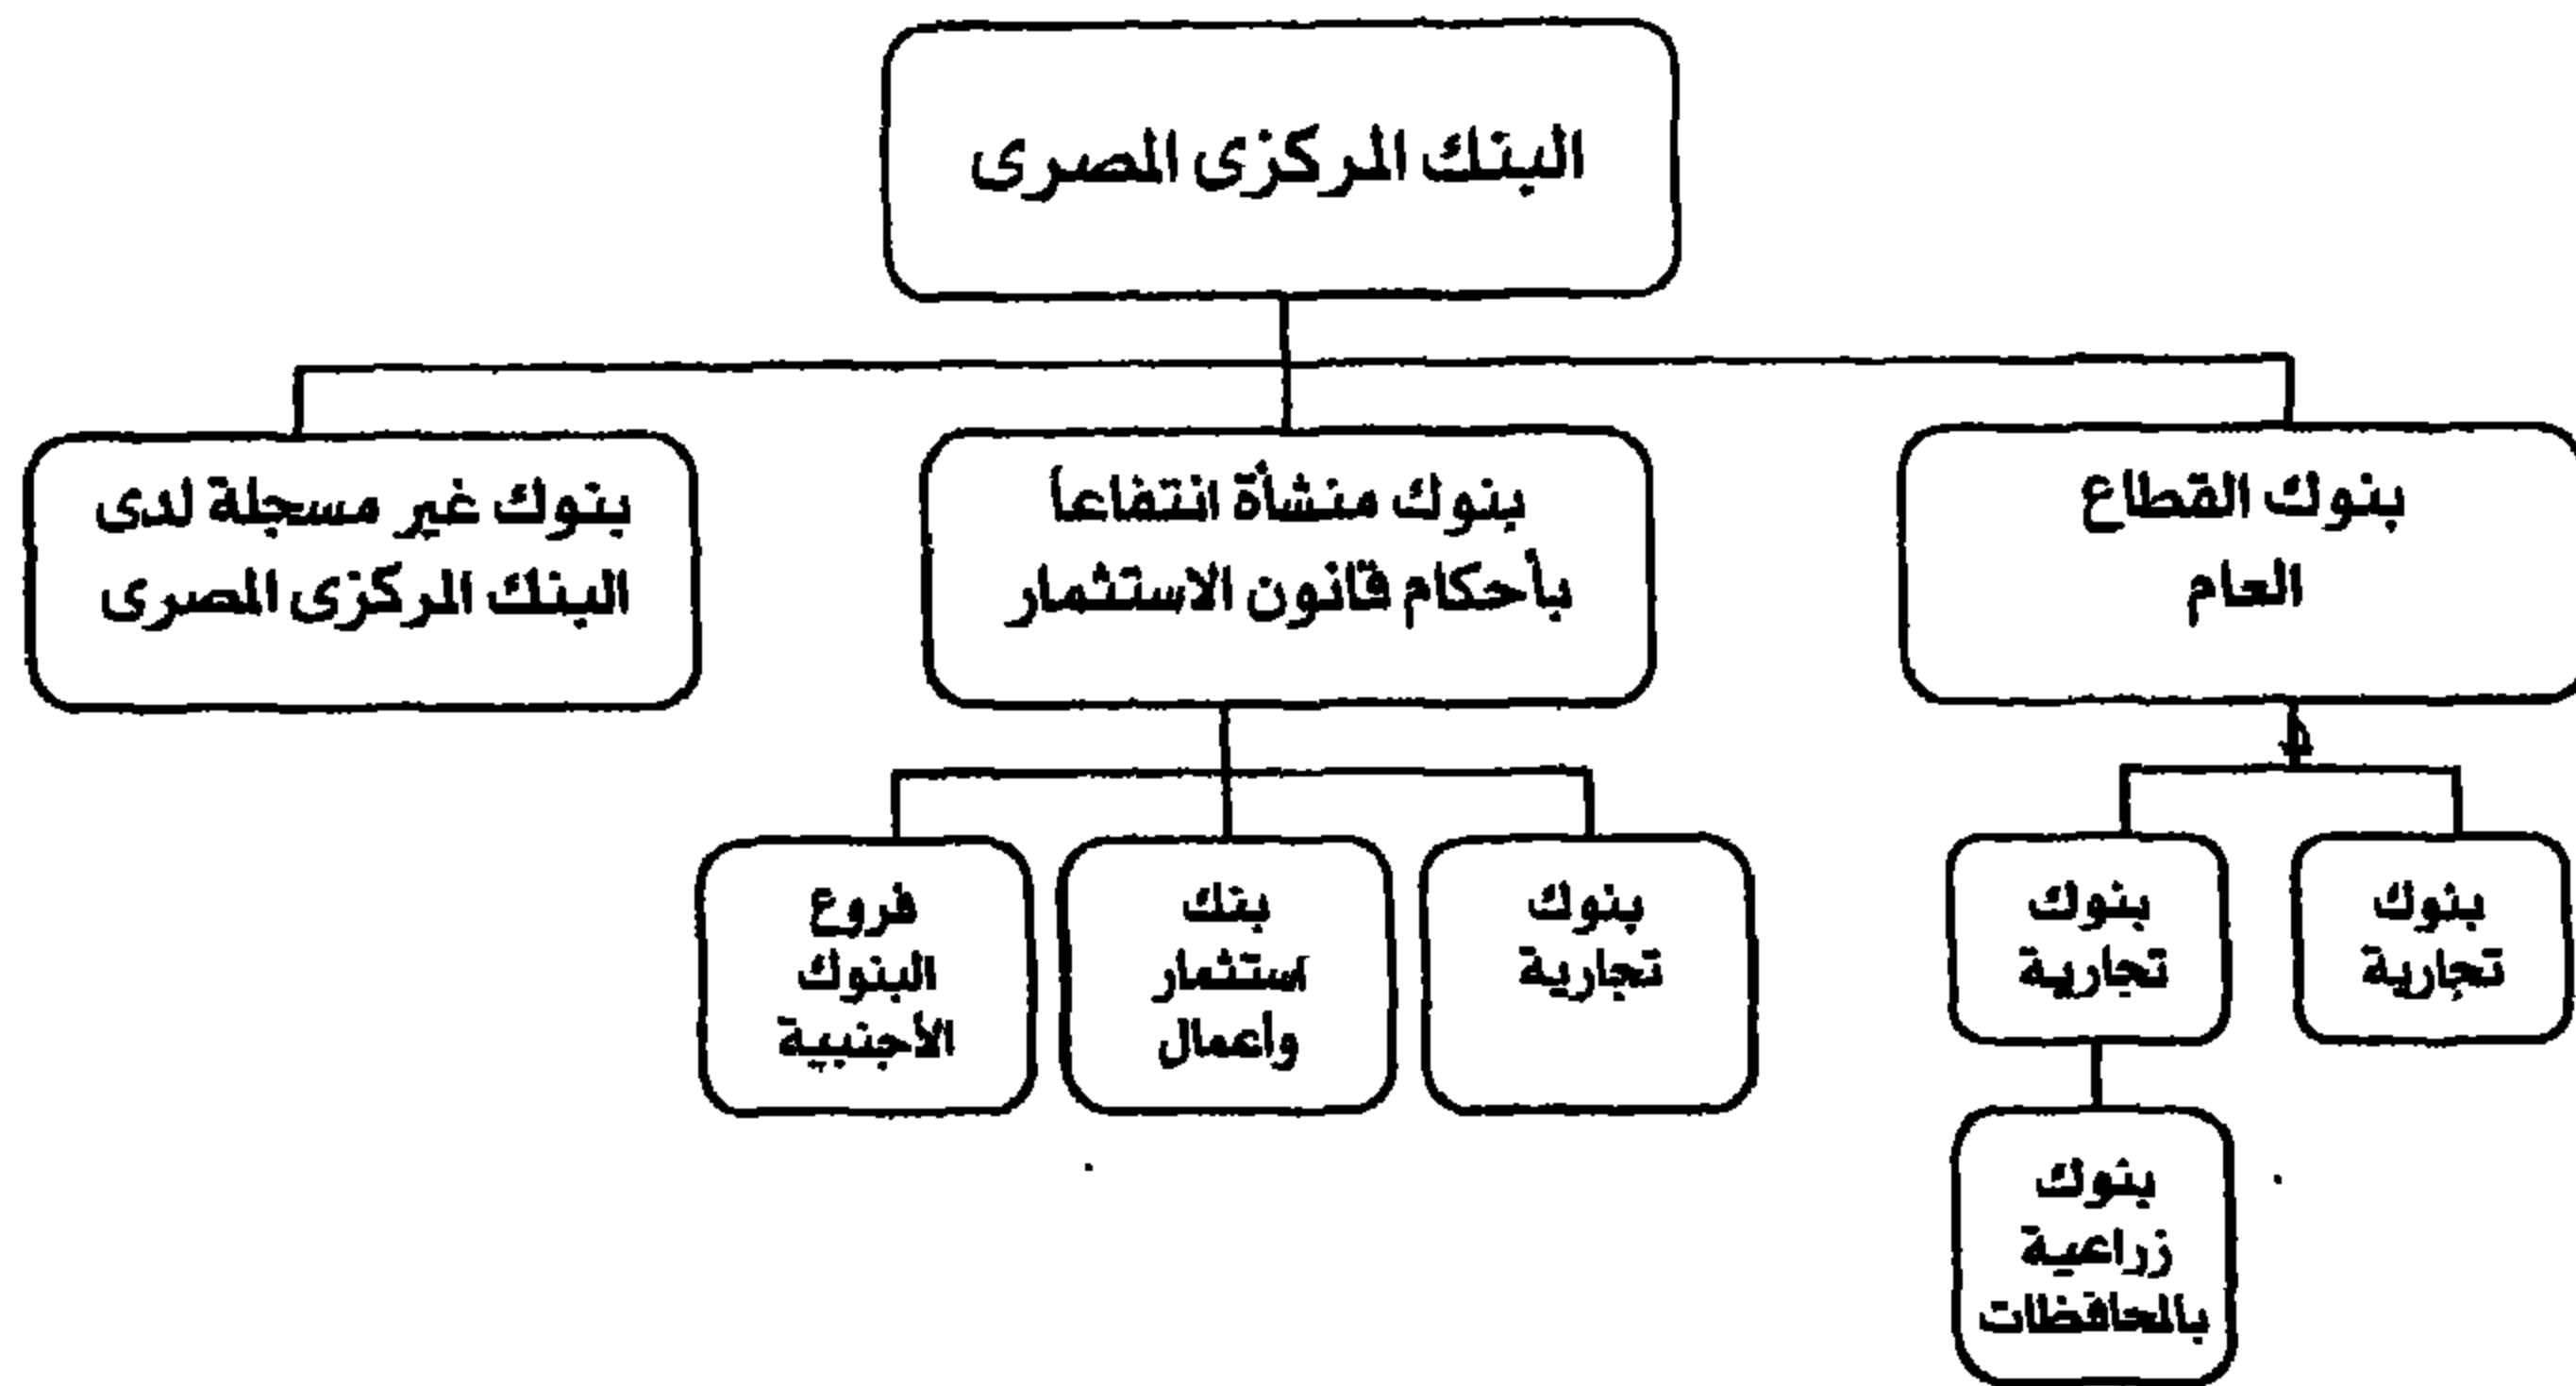 البنك المركزى المصرى
بنوك القطاع
العام
بنوك منشأة انتفاعاً
بأحكام قانون الاستثمار
بنوك غير مسجلة لدى
البنك المركزى المصرى
بنوك
تجارية
بنوك
تجارية
بنوك
تجارية
بنك
استثمار
وأعمال
فروع
البنوك
الأجنبية
بنوك
زراعية
بالمحافظات